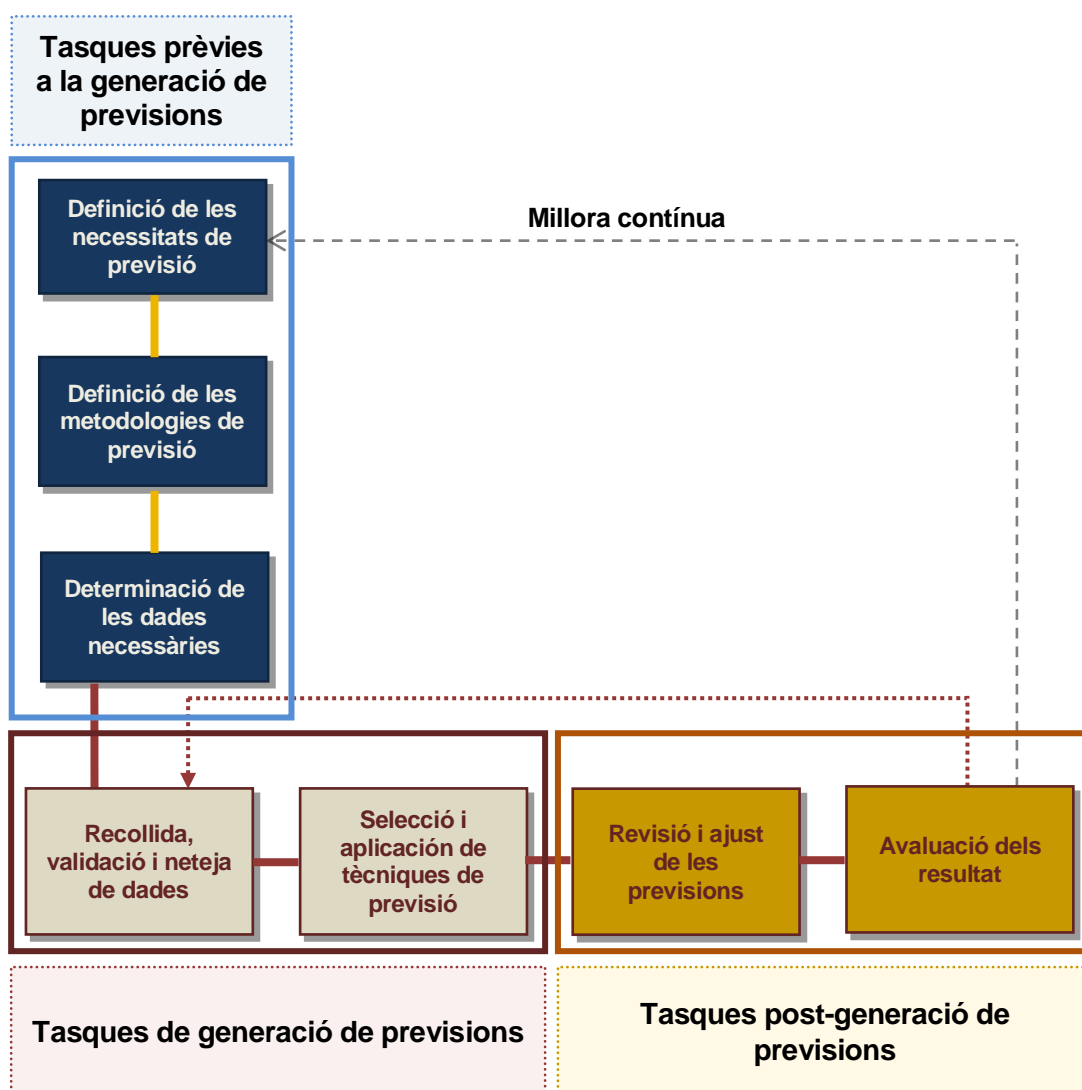 Tasques prèvies
a la generació de
previsions
Definició de les
necessitats de
previsió
Millora contínua
Definició de les
metodologies de
previsió
Determinació de
les dades
necessàries
Recollida,
validació i neteja
de dades
Selecció i
aplicación de
tècniques de
previsió
Revisió i ajust
de les
previsions
Avaluació dels
resultat
Tasques de generació de previsions
Tasques post-generació de
previsions